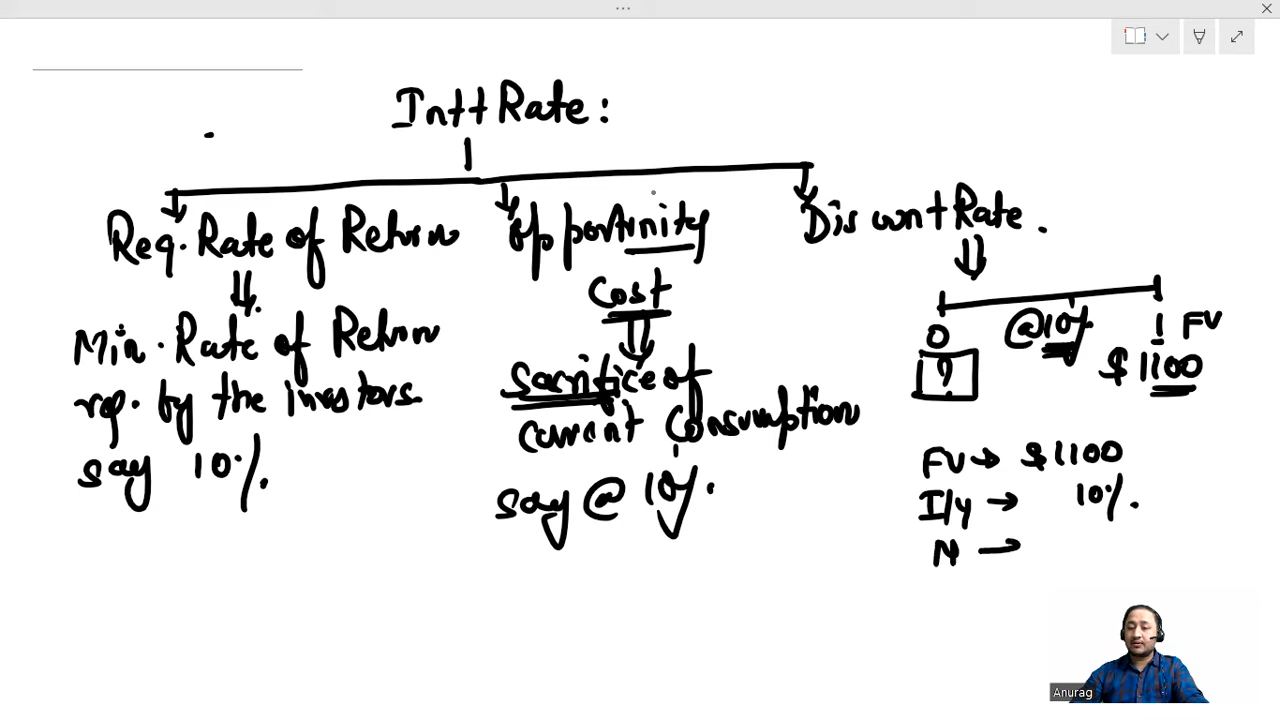 Intt Rate:
Req. Rate of Return
Min. Rate of Return
req. by the investors.
say 10%.
Opportinity
Cost
Sacrifice of
current Consumption
say @ 10%.
Discount Rate.
0 @10% 1 FV
? $1100
FV → $1100
I/y → 10%.
N →
Anurag